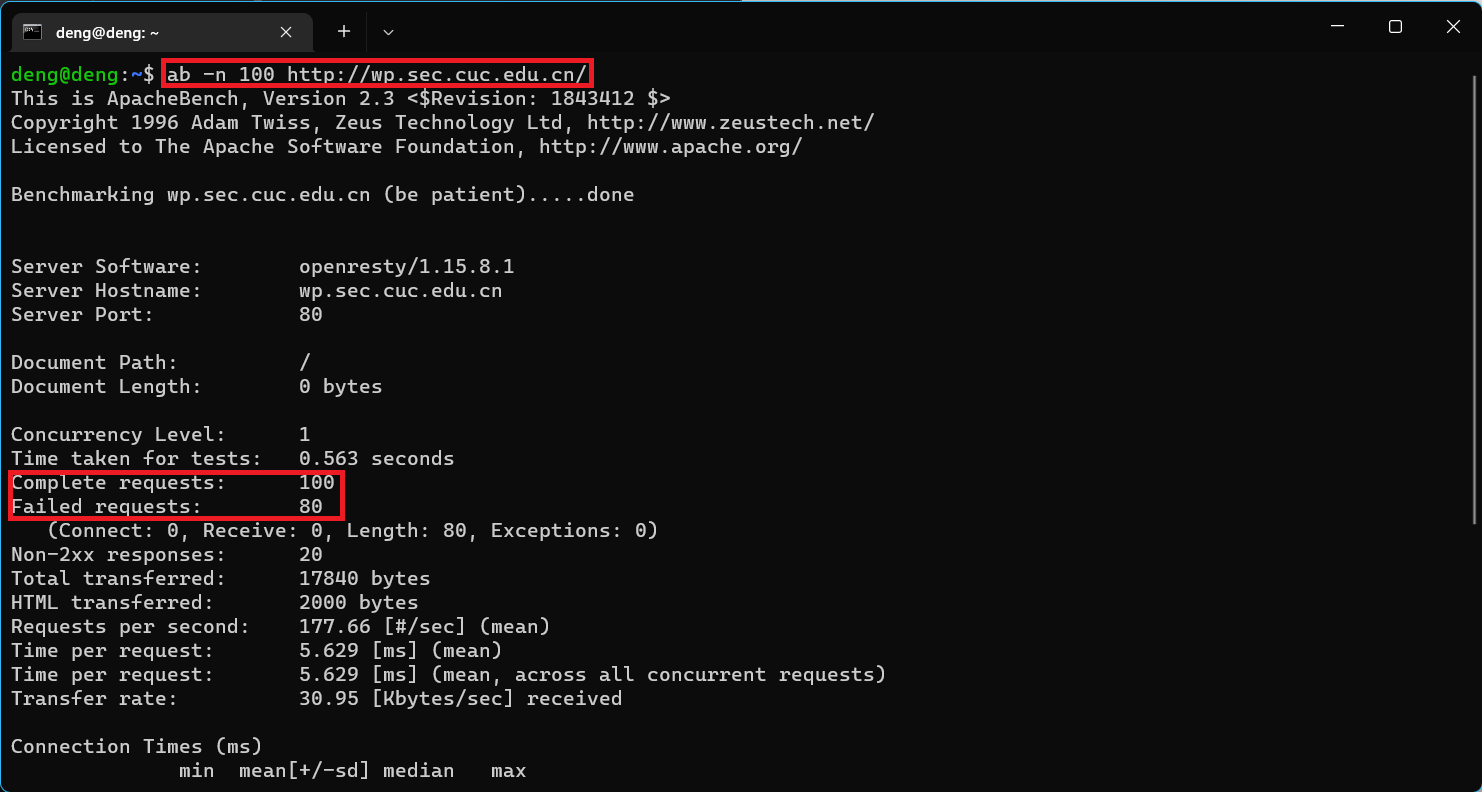 deng@deng: ~
deng@deng:~$ ab -n 100 http://wp.sec.cuc.edu.cn/
This is ApacheBench, Version 2.3 <$Revision: 1843412 $>
Copyright 1996 Adam Twiss, Zeus Technology Ltd, http://www.zeustech.net/
Licensed to The Apache Software Foundation, http://www.apache.org/

Benchmarking wp.sec.cuc.edu.cn (be patient).....done


Server Software:        openresty/1.15.8.1
Server Hostname:        wp.sec.cuc.edu.cn
Server Port:            80

Document Path:          /
Document Length:        0 bytes

Concurrency Level:      1
Time taken for tests:   0.563 seconds
Complete requests:      100
Failed requests:        80
   (Connect: 0, Receive: 0, Length: 80, Exceptions: 0)
Non-2xx responses:      20
Total transferred:      17840 bytes
HTML transferred:       2000 bytes
Requests per second:    177.66 [#/sec] (mean)
Time per request:       5.629 [ms] (mean)
Time per request:       5.629 [ms] (mean, across all concurrent requests)
Transfer rate:          30.95 [Kbytes/sec] received

Connection Times (ms)
              min  mean[+/-sd] median   max